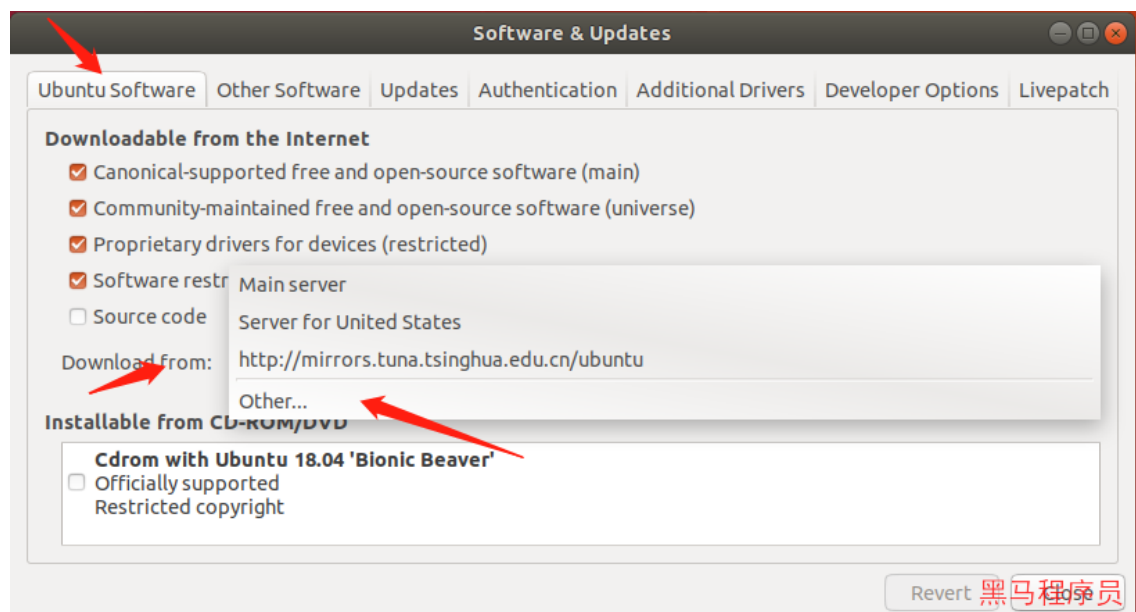 Software & Updates
Ubuntu Software Other Software Updates Authentication Additional Drivers Developer Options Livepatch
Downloadable from the Internet
Canonical-supported free and open-source software (main)
Community-maintained free and open-source software (universe)
Proprietary drivers for devices (restricted)
Software restr
Main server
Source code
Server for United States
Download from:
http://mirrors.tuna.tsinghua.edu.cn/ubuntu
Other...
Installable from CD-ROM/DVD
Cdrom with Ubuntu 18.04 'Bionic Beaver'
Officially supported
Restricted copyright
Revert Close
黑马程序员